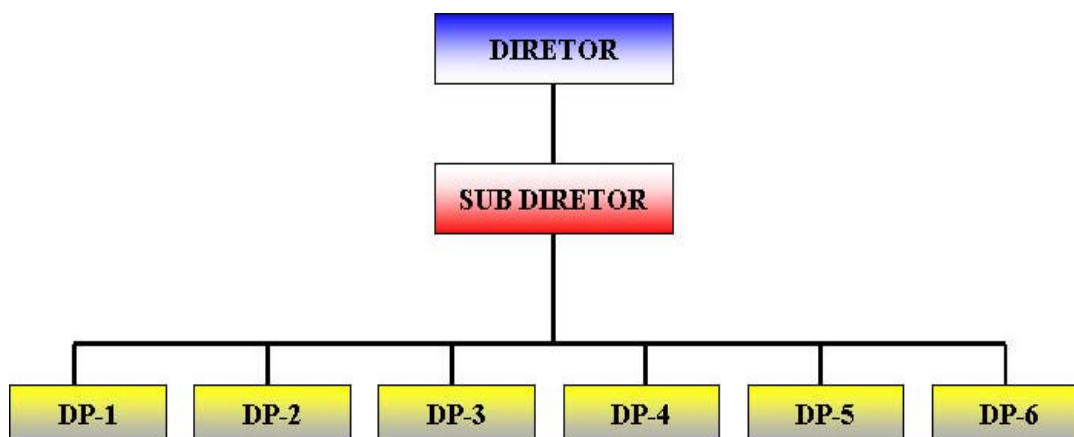 DIRETOR
SUB DIRETOR
DP-1
DP-2
DP-3
DP-4
DP-5
DP-6